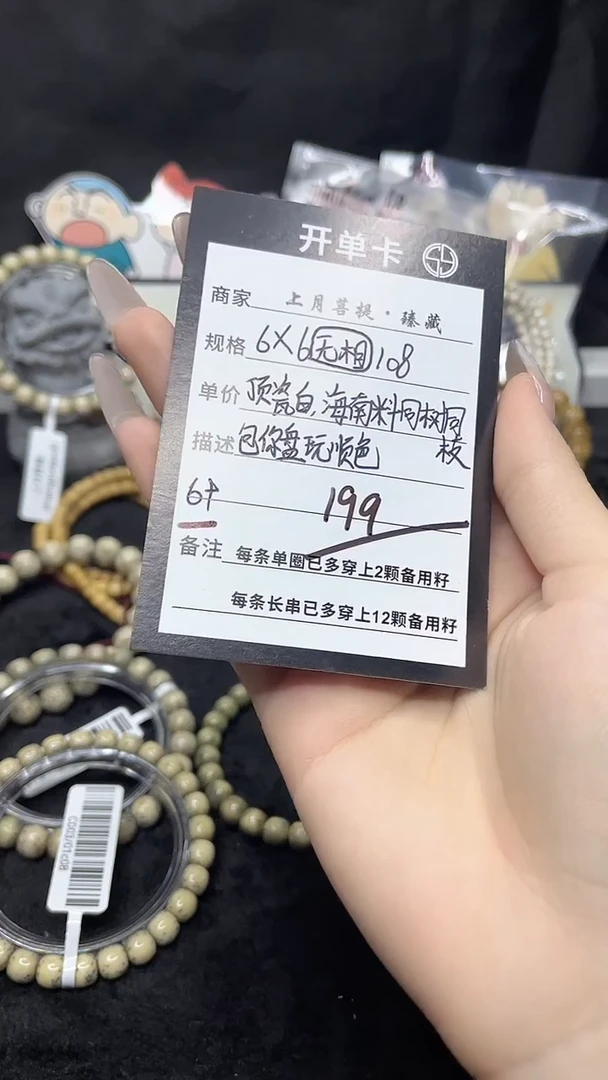 开单卡
商家 上月菩提·臻藏
规格 6X6无相108
单价 顶瓷白,海南料同树同枝
描述 包你盘玩顺色
199
备注 每条单圈已多穿上2颗备用籽
每条长串已多穿上12颗备用籽